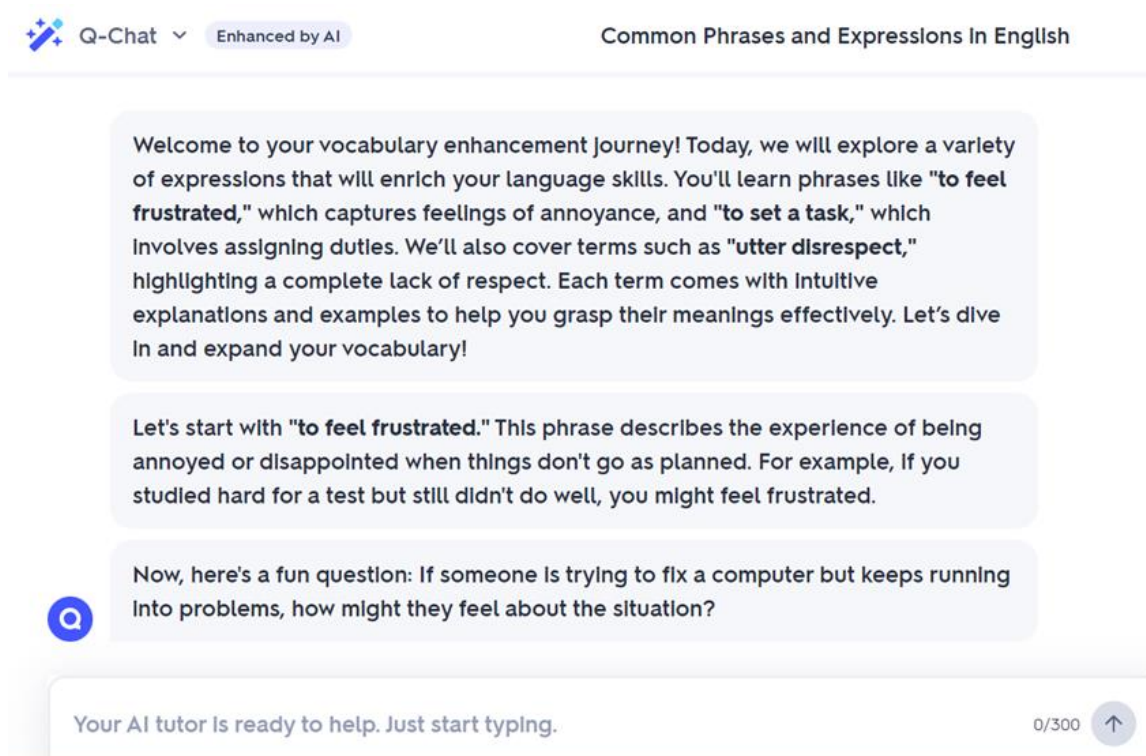 Q-Chat
Enhanced by AI
Common Phrases and Expressions in English
Welcome to your vocabulary enhancement journey! Today, we will explore a variety
of expressions that will enrich your language skills. You'll learn phrases like "to feel
frustrated," which captures feelings of annoyance, and "to set a task," which
involves assigning duties. We’ll also cover terms such as "utter disrespect,"
highlighting a complete lack of respect. Each term comes with intuitive
explanations and examples to help you grasp their meanings effectively. Let’s dive
in and expand your vocabulary!
Let's start with "to feel frustrated." This phrase describes the experience of being
annoyed or disappointed when things don't go as planned. For example, if you
studied hard for a test but still didn't do well, you might feel frustrated.
Now, here's a fun question: If someone is trying to fix a computer but keeps running
into problems, how might they feel about the situation?
Q
Your AI tutor is ready to help. Just start typing.
0/300